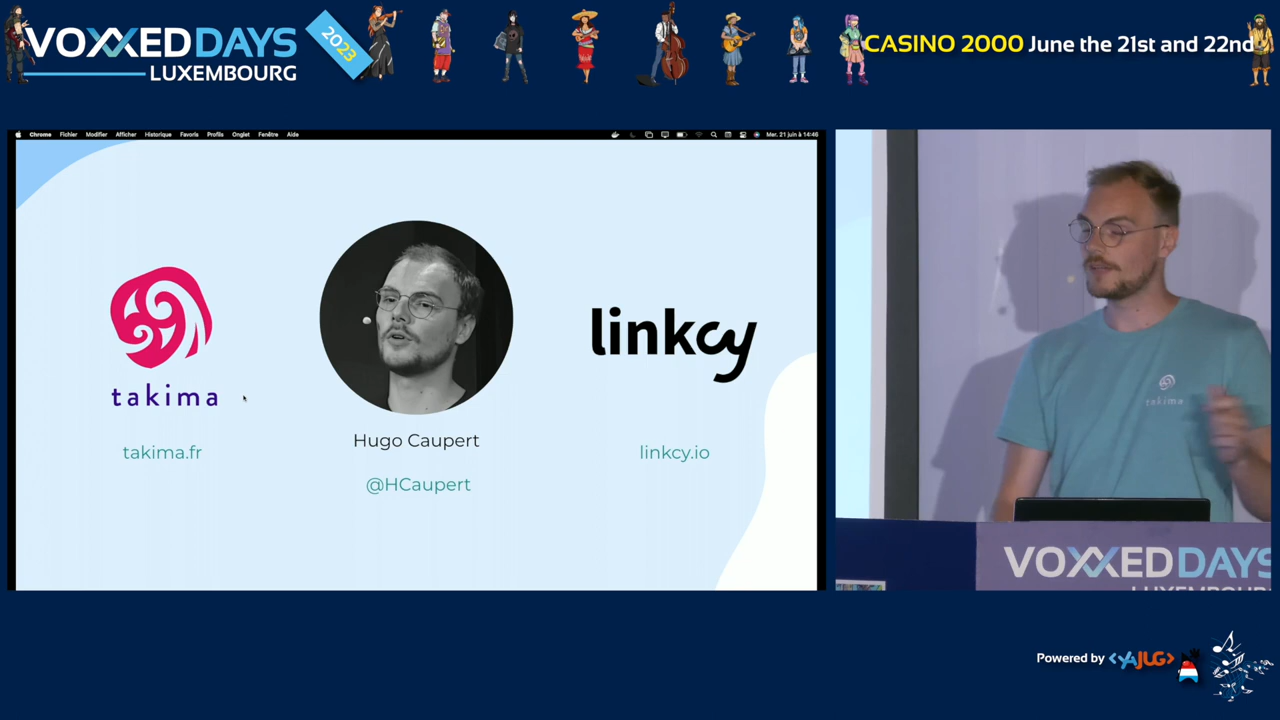 VOXXED DAYS
LUXEMBOURG
2023
CASINO 2000 June the 21st and 22nd
Chrome Fichier Modifier Afficher Historique Favoris Profils Onglet Fenêtre Aide
Mer. 21 juin à 14:46
takima
takima.fr
Hugo Caupert
@HCaupert
linkcy
linkcy.io
takima
VOXXED DAYS
LUXEMBOURG
Powered by <YAJUG>